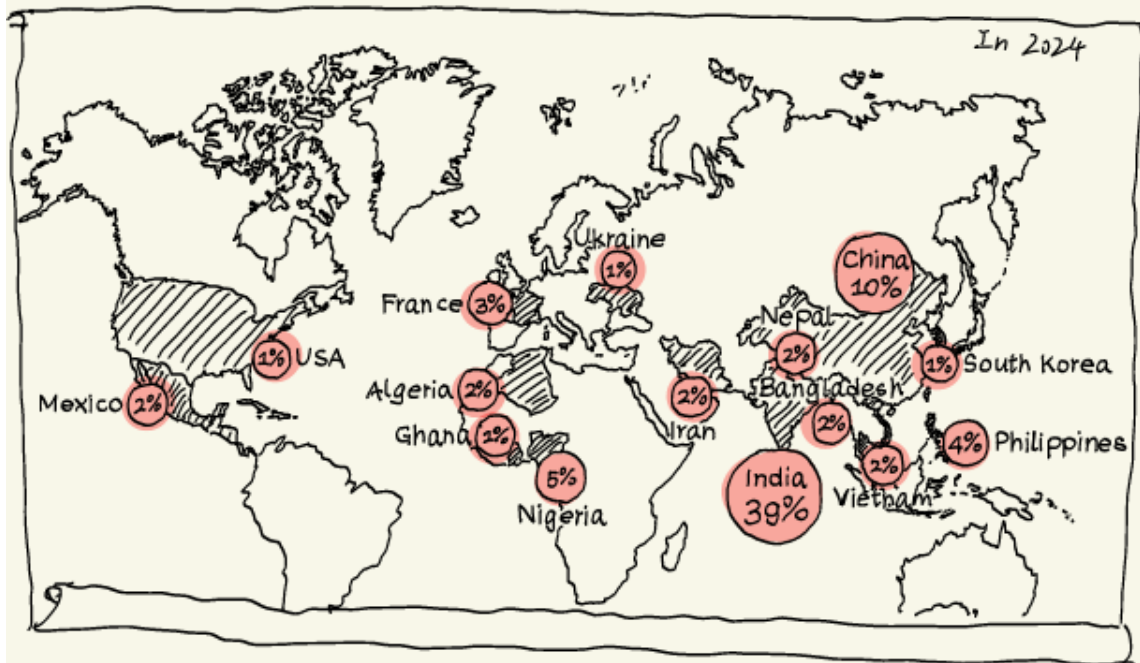 In 2024
Ukraine
1%
China
10%
France 3%
Nepal
2%
1% USA
1% South Korea
Mexico 2%
Algeria 2%
2%
Iran
Bangladesh
2%
Ghana 2%
4% Philippines
2%
Vietnam
5%
Nigeria
India
39%